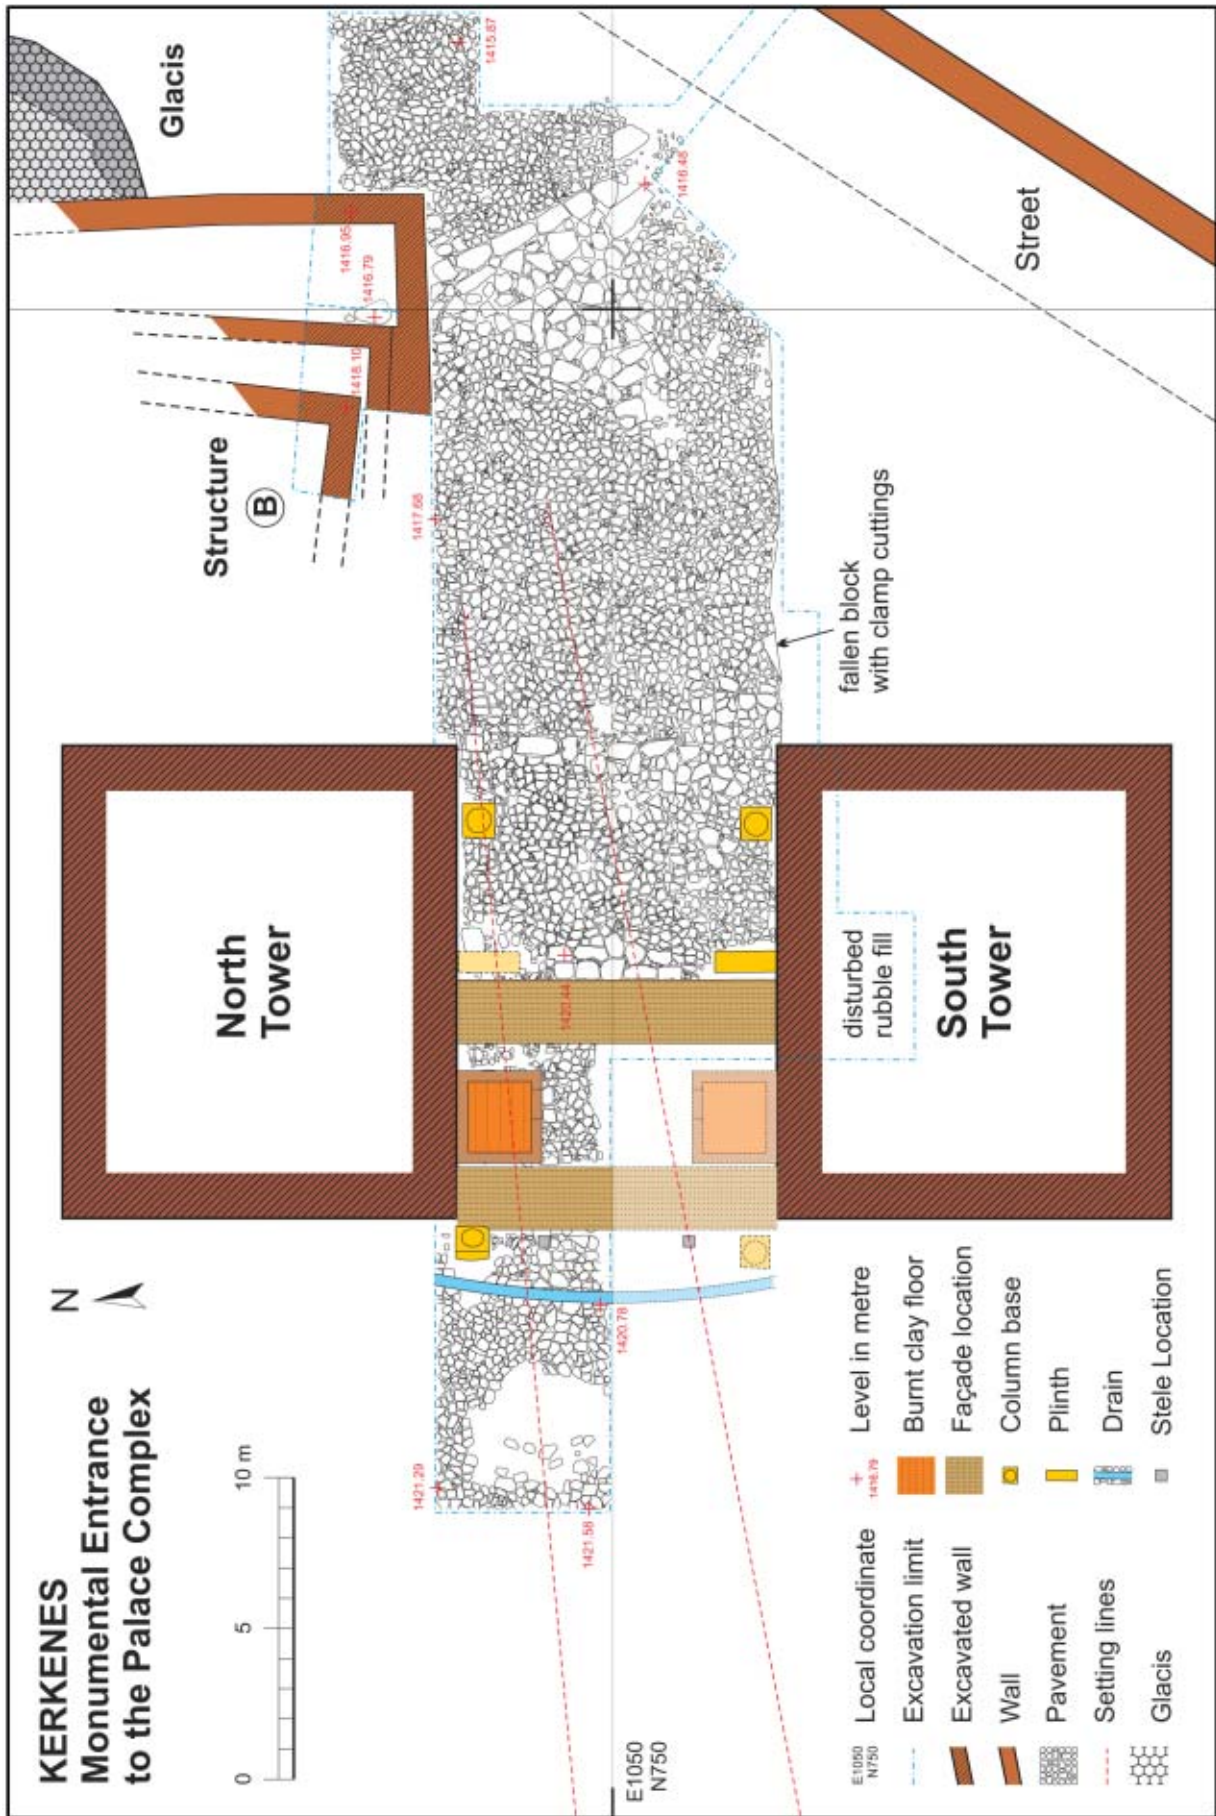 KERKENES
Monumental Entrance
to the Palace Complex
0
5
10 m
N
North
Tower
South
Tower
disturbed
rubble fill
Structure
B
Glacis
Street
fallen block
with clamp cuttings
1421.29
1421.58
1420.78
1420.44
1417.68
1418.10
1416.79
1416.95
1415.87
1416.48
E1050
N750
E1050
N750
Local coordinate
Excavation limit
Excavated wall
Wall
Pavement
Setting lines
Glacis
1416.79
Level in metre
Burnt clay floor
Façade location
Column base
Plinth
Drain
Stele Location